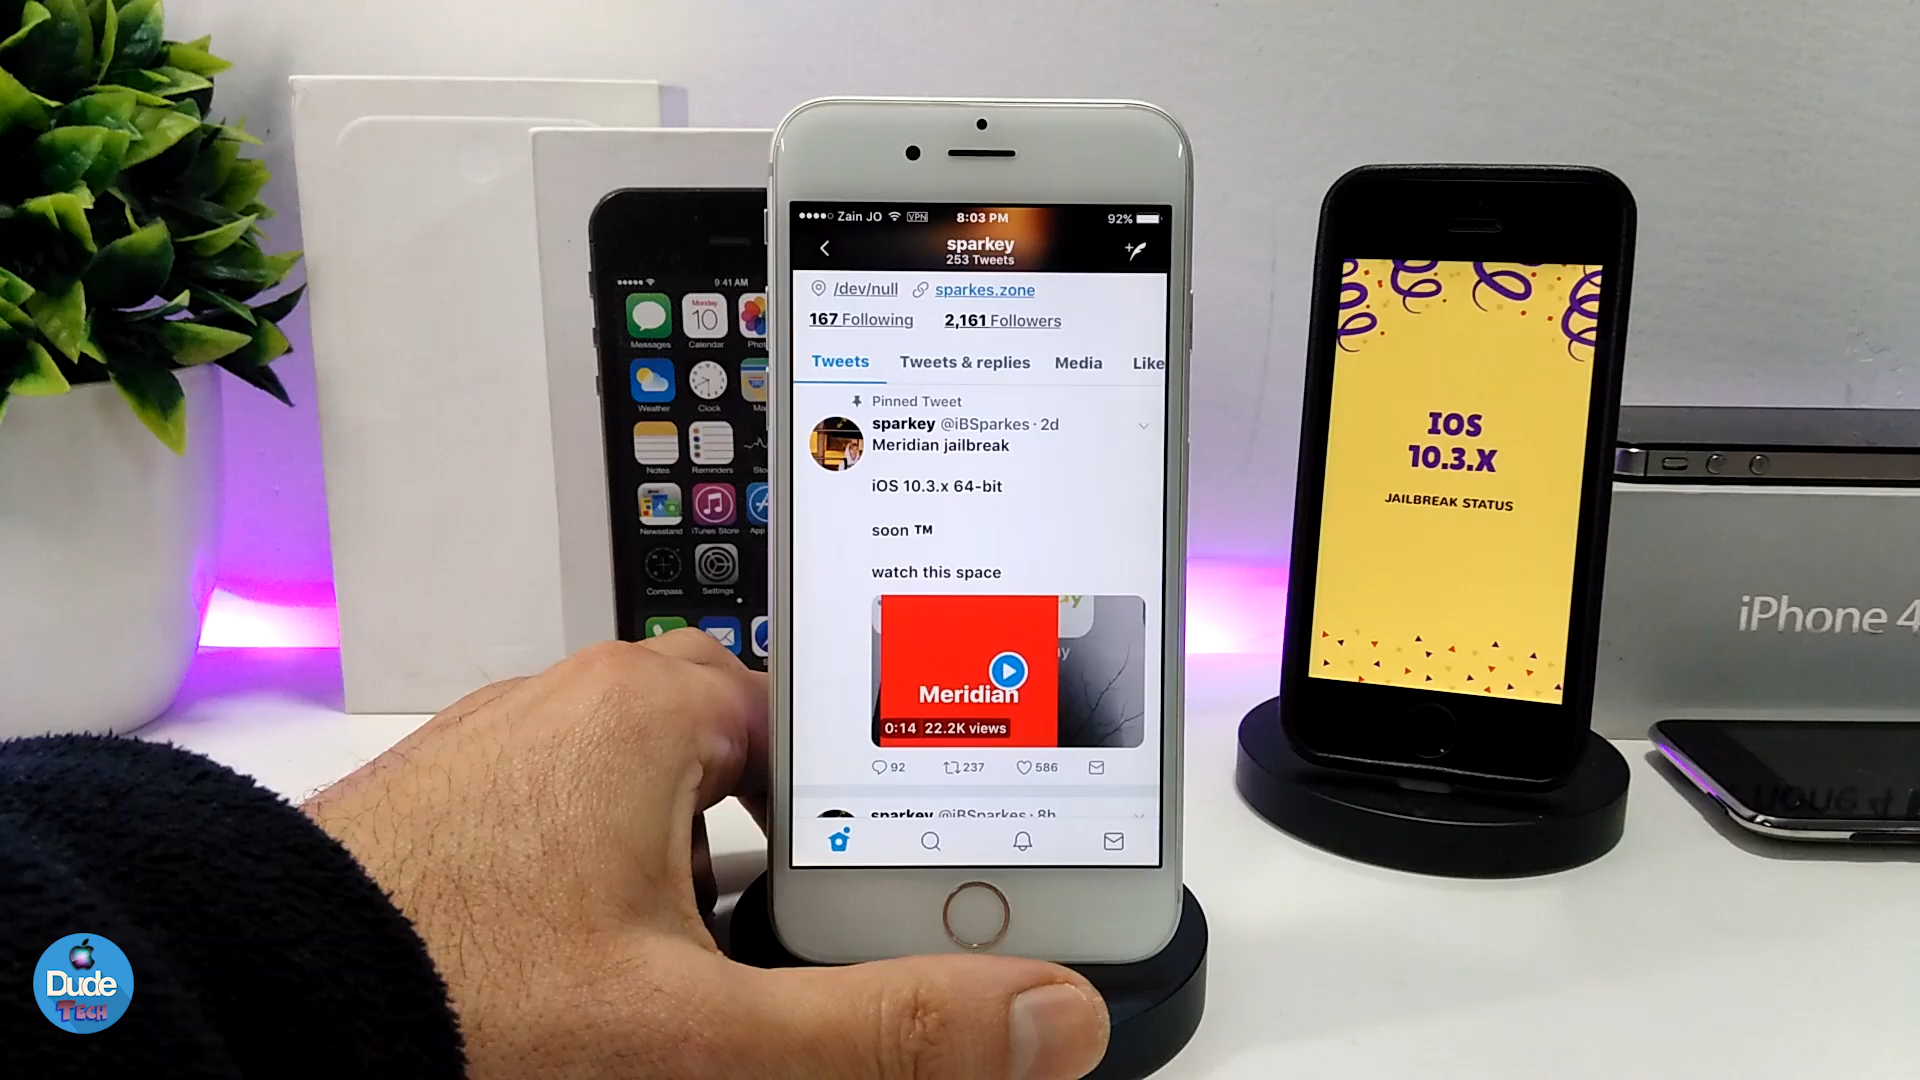 Zain JO VPN 8:03 PM 92%
sparkey
253 Tweets
/dev/null sparkes.zone
167 Following 2,161 Followers
Tweets Tweets & replies Media Like
Pinned Tweet
sparkey @iBSparkes · 2d
Meridian jailbreak
iOS 10.3.x 64-bit
soon ™
watch this space
Meridian
0:14 22.2K views
92 237 586
sparkey @iBSparkes · 8h
9:41 AM
Monday
10
Messages Calendar
Weather Clock
Notes Reminders
Newsstand iTunes Store App
Compass Settings
IOS
10.3.X
JAILBREAK STATUS
iPhone 4
Dude
TECH